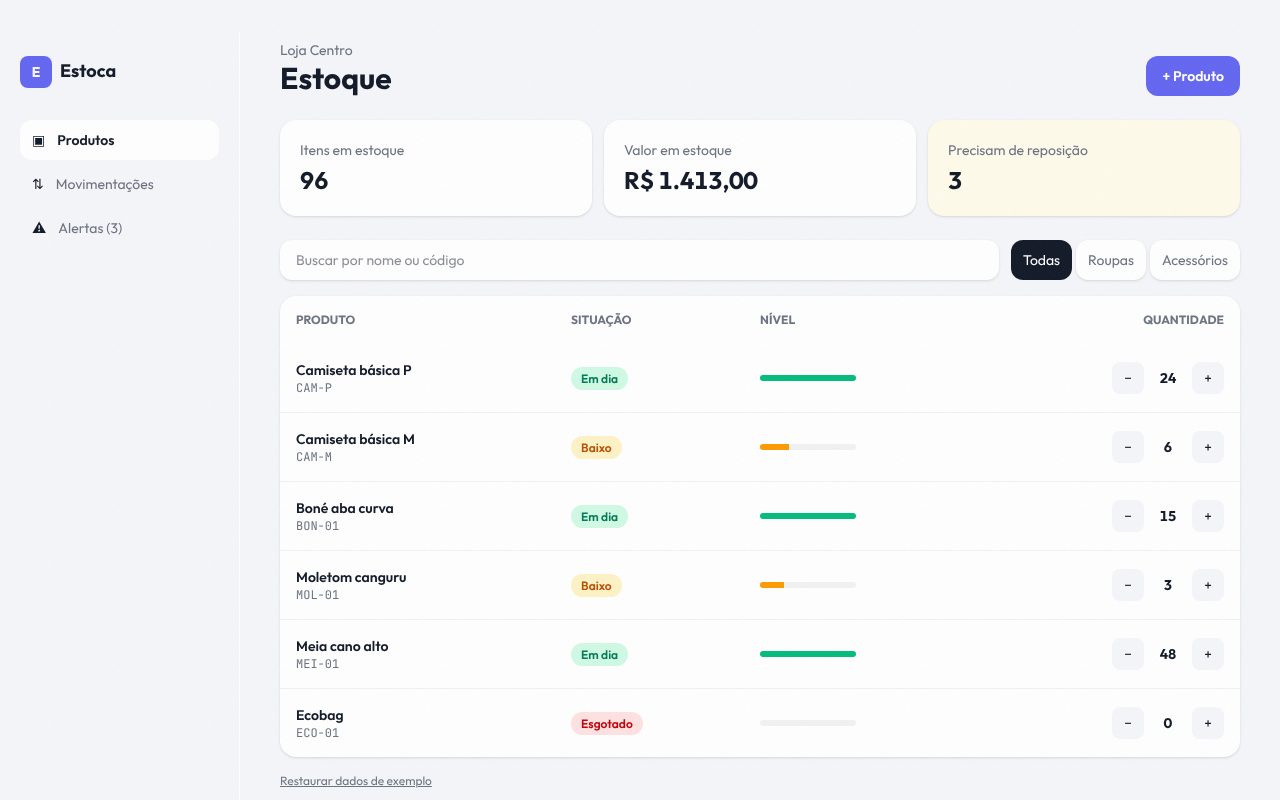 E Estoca
▣ Produtos
⇅ Movimentações
⚠ Alertas (3)
Loja Centro
Estoque
+ Produto
Itens em estoque
96
Valor em estoque
R$ 1.413,00
Precisam de reposição
3
Buscar por nome ou código
Todas Roupas Acessórios
PRODUTO SITUAÇÃO NÍVEL QUANTIDADE
Camiseta básica P
CAM-P
Em dia
− 24 +
Camiseta básica M
CAM-M
Baixo
− 6 +
Boné aba curva
BON-01
Em dia
− 15 +
Moletom canguru
MOL-01
Baixo
− 3 +
Meia cano alto
MEI-01
Em dia
− 48 +
Ecobag
ECO-01
Esgotado
− 0 +
Restaurar dados de exemplo